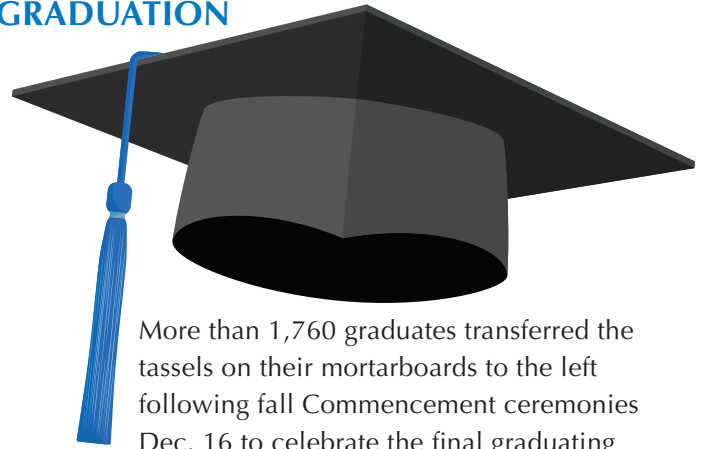 GRADUATION
More than 1,760 graduates transferred the
tassels on their mortarboards to the left
following fall Commencement ceremonies
Dec. 16 to celebrate the final graduating